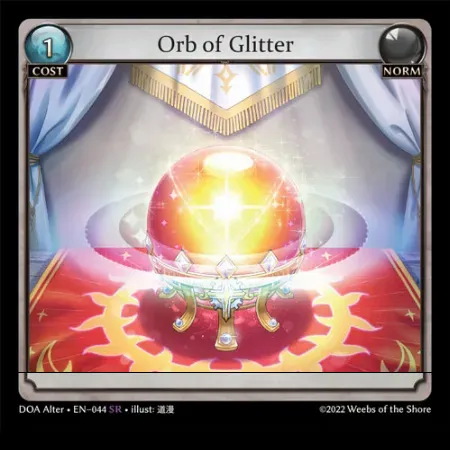 1
Orb of Glitter
COST
NORM
DOA Alter • EN-044 SR • illust: 道漫
©2022 Weebs of the Shore